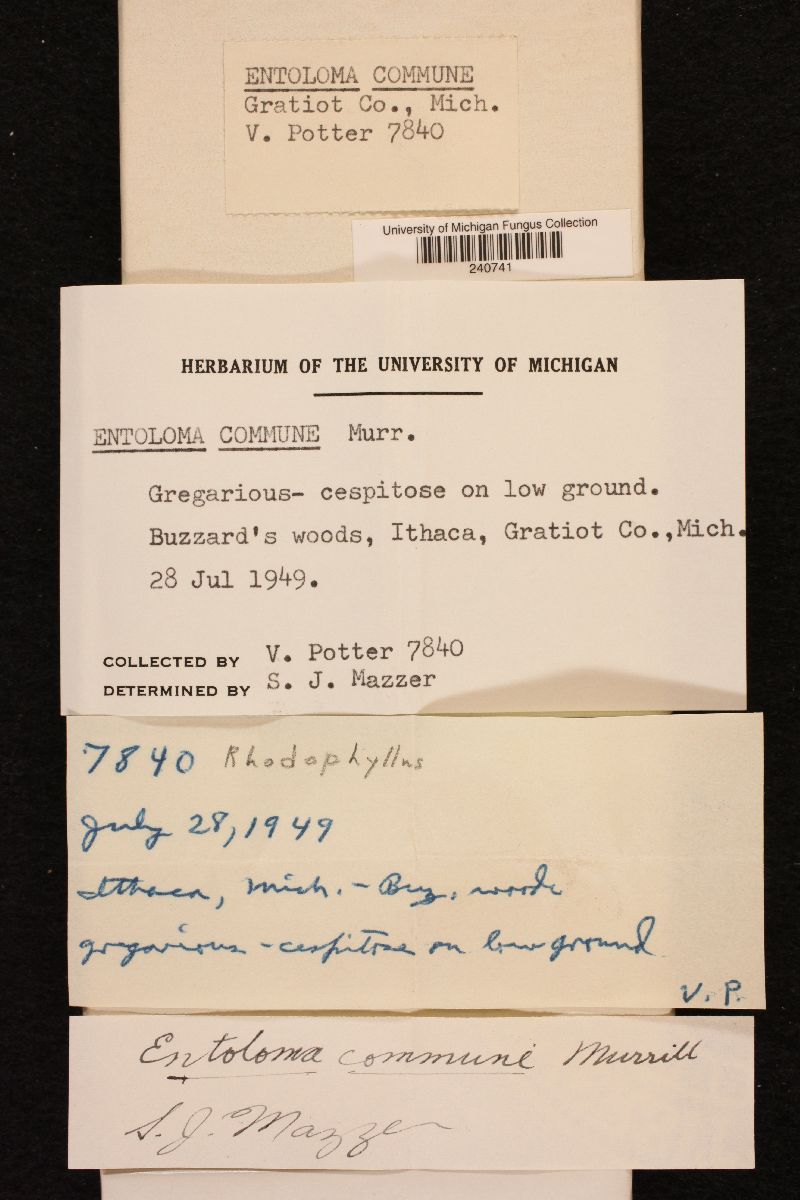 ENTOLOMA COMMUNE
Gratiot Co., Mich.
V. Potter 7840
University of Michigan Fungus Collection
240741
HERBARIUM OF THE UNIVERSITY OF MICHIGAN
ENTOLOMA COMMUNE Murr.
Gregarious- cespitose on low ground.
Buzzard's woods, Ithaca, Gratiot Co.,Mich.
28 Jul 1949.
COLLECTED BY V. Potter 7840
DETERMINED BY S. J. Mazzer
7840 Rhodophyllus
July 28, 1949
Ithaca, Mich. - Buz. woods
gregarious - cespitose on low ground
V. P.
Entoloma commune Murrill
S. J. Mazzer